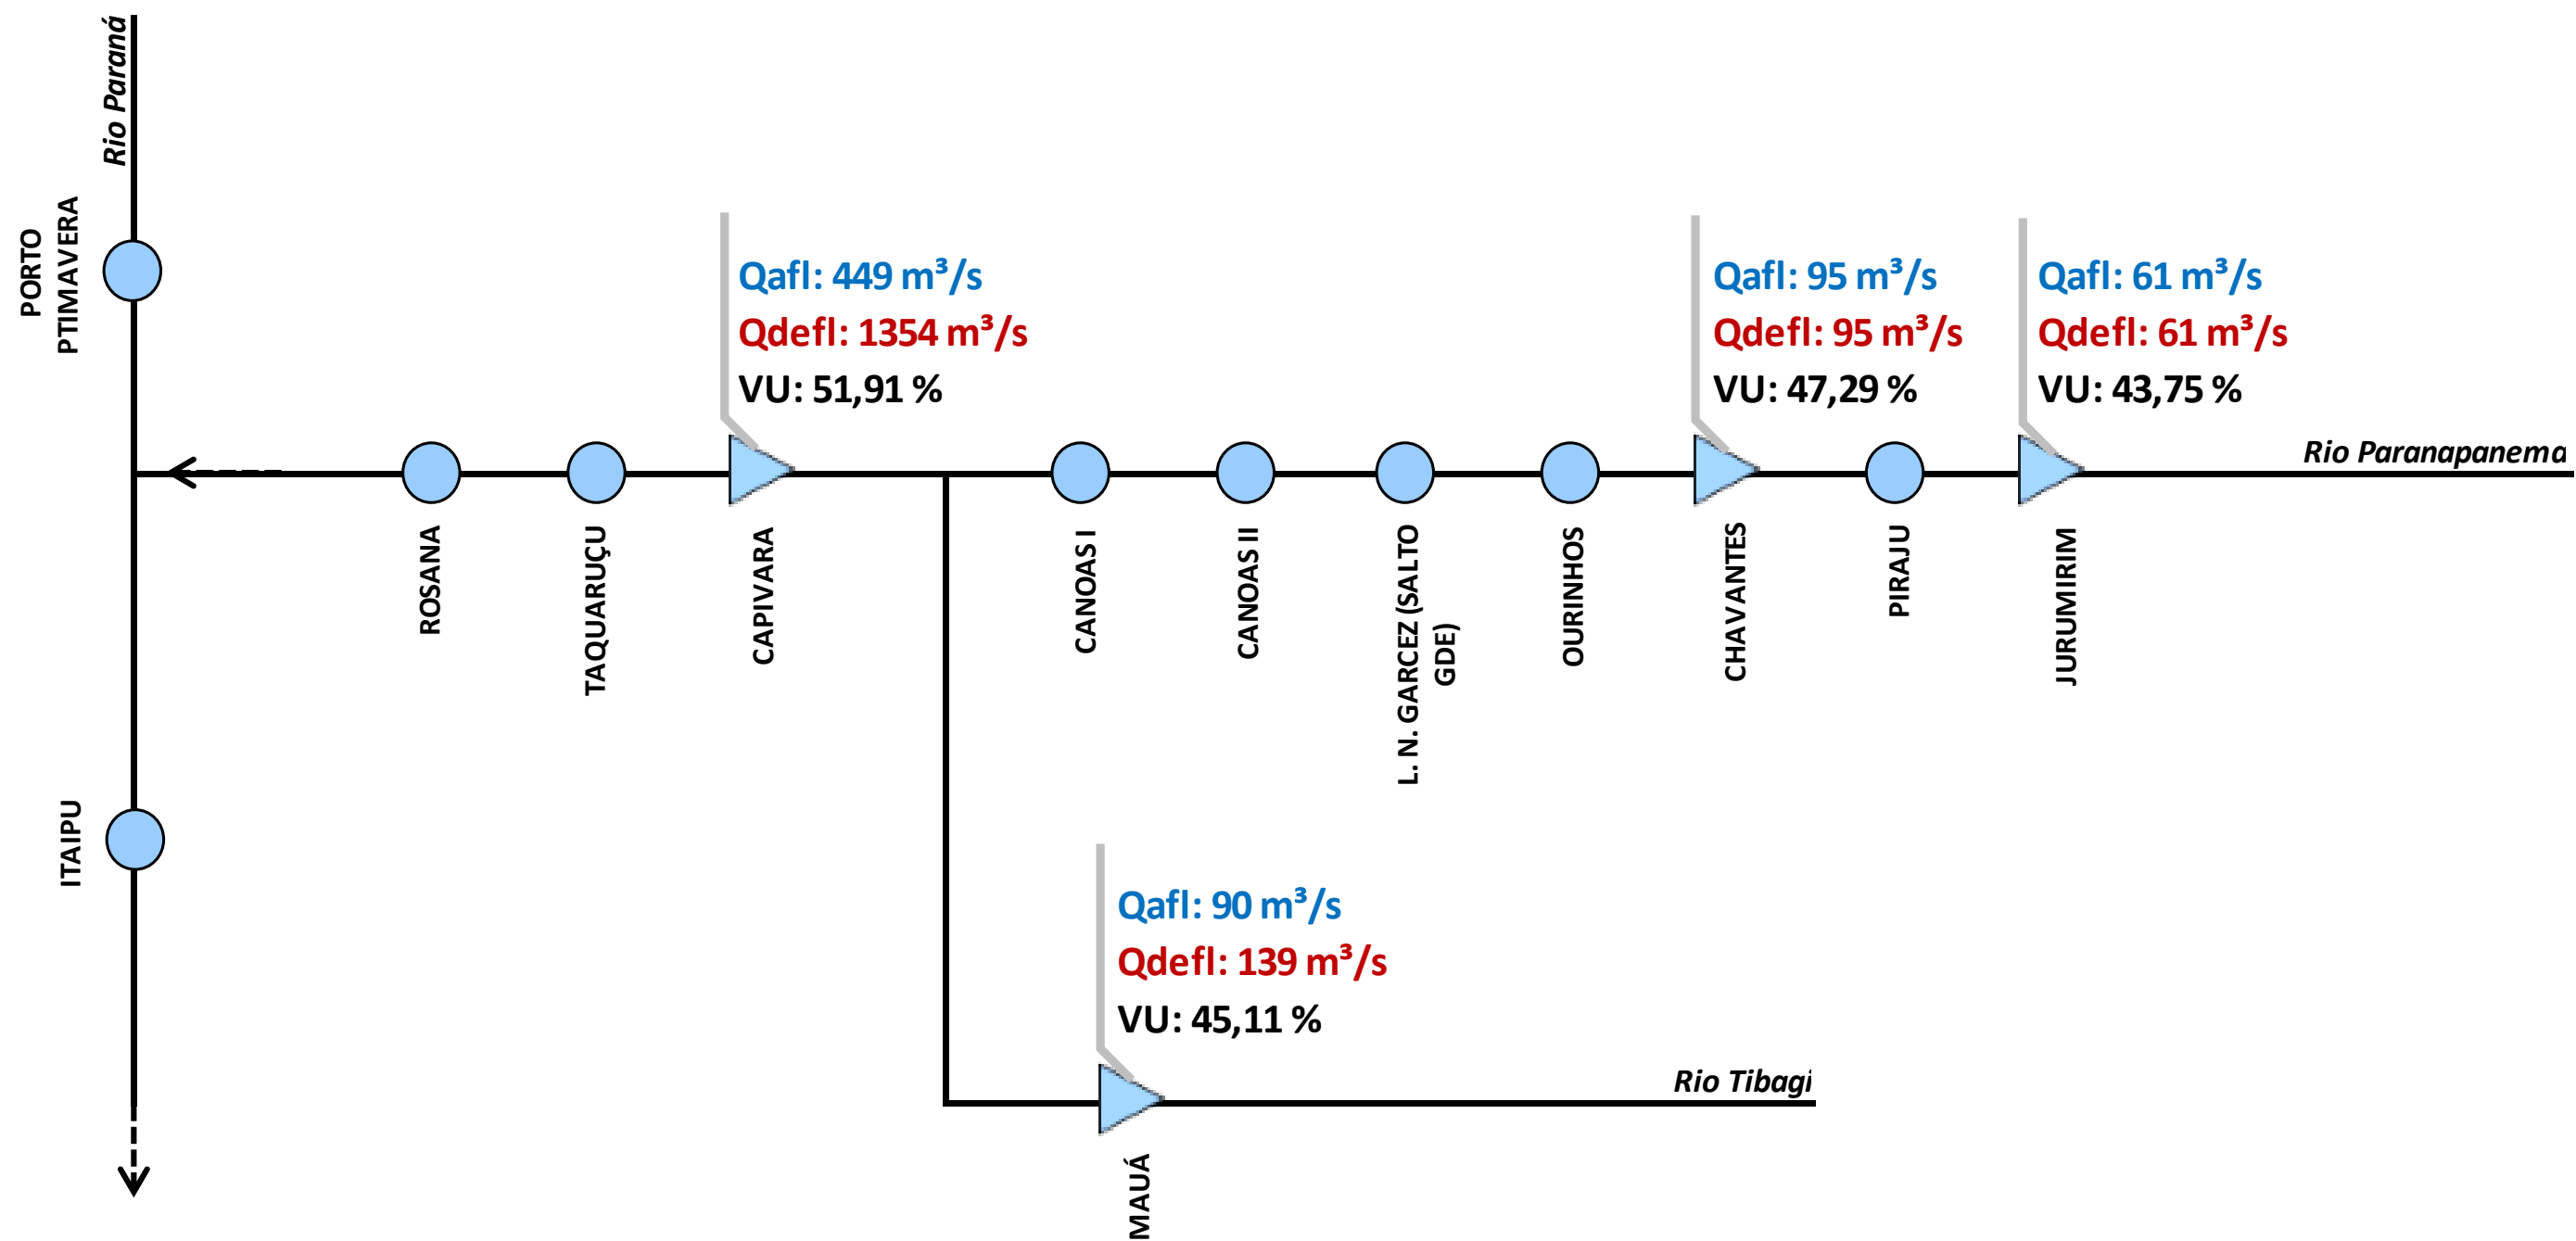 Rio Paraná
PORTO
PTIMAVERA
Qafl: 449 m³/s
Qdefl: 1354 m³/s
VU: 51,91 %
Qafl: 95 m³/s
Qdefl: 95 m³/s
VU: 47,29 %
Qafl: 61 m³/s
Qdefl: 61 m³/s
VU: 43,75 %
Rio Paranapanema
ROSANA
TAQUARUÇU
CAPIVARA
CANOAS I
CANOAS II
L. N. GARCEZ (SALTO
GDE)
OURINHOS
CHAVANTES
PIRAJU
JURUMIRIM
ITAIPU
Qafl: 90 m³/s
Qdefl: 139 m³/s
VU: 45,11 %
Rio Tibagi
MAUÁ